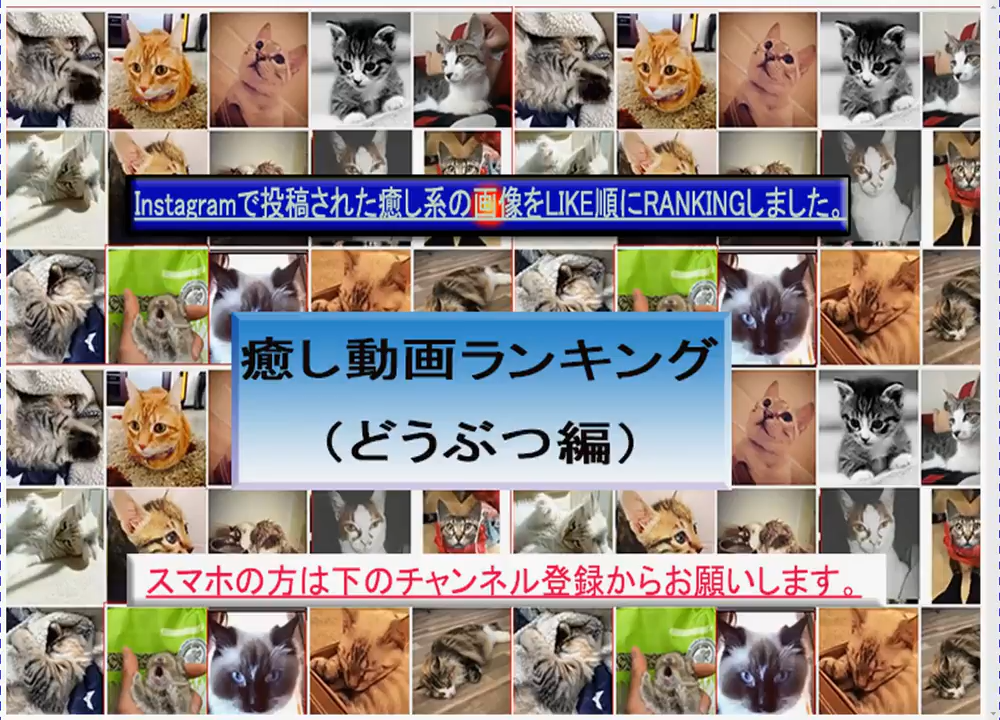 Instagramで投稿された癒し系の画像をLIKE順にRANKINGしました。
癒し動画ランキング
（どうぶつ編）
スマホの方は下のチャンネル登録からお願いします。